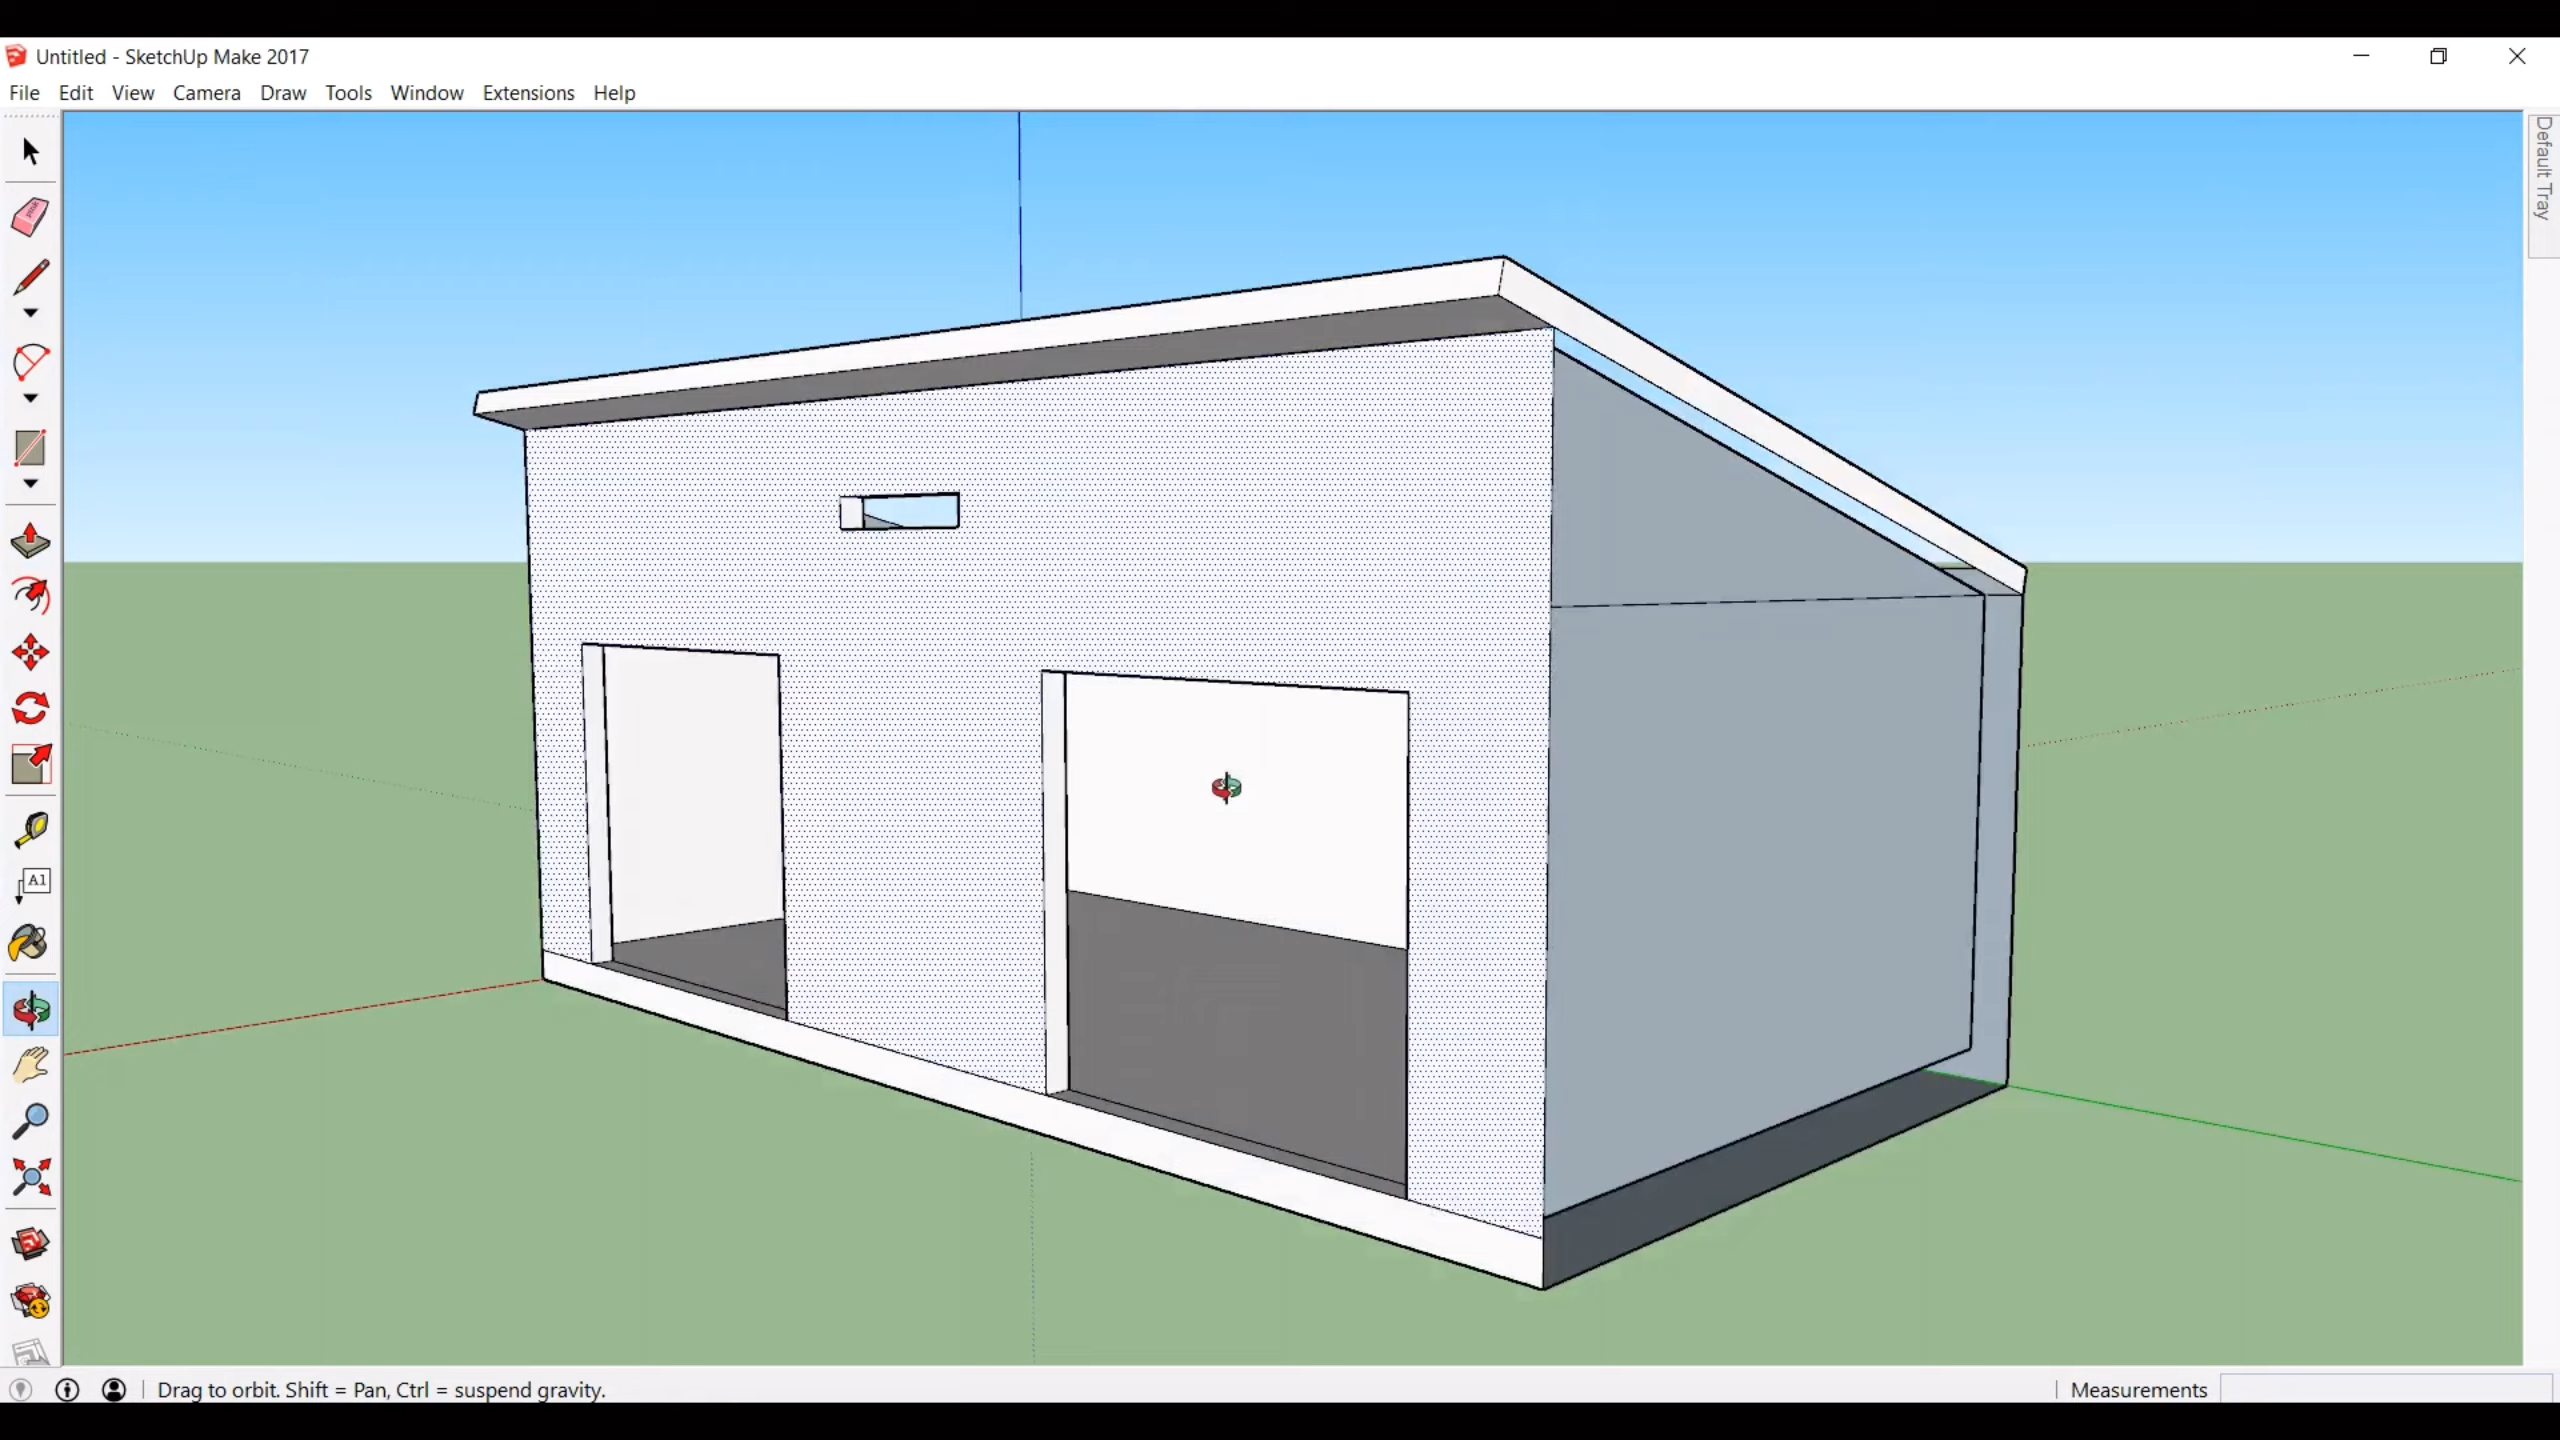 Untitled - SketchUp Make 2017
File Edit View Camera Draw Tools Window Extensions Help
Default Tray
A1
Drag to orbit. Shift = Pan, Ctrl = suspend gravity.
Measurements